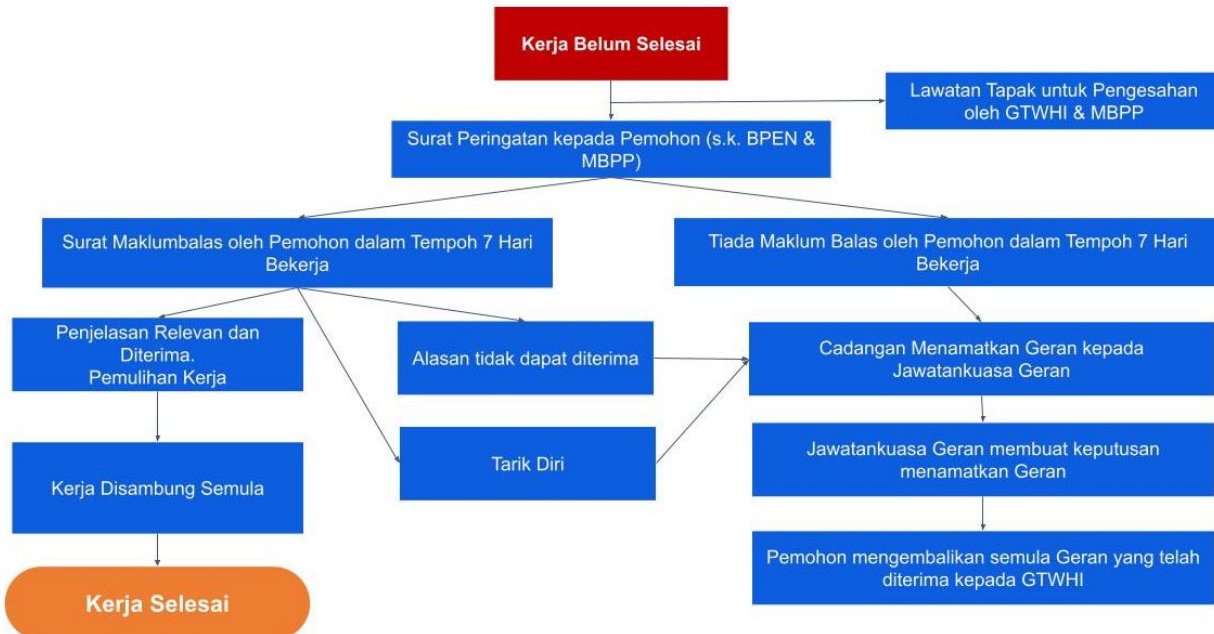 Kerja Belum Selesai
Lawatan Tapak untuk Pengesahan
oleh GTWHI & MBPP
Surat Peringatan kepada Pemohon (s.k. BPEN &
MBPP)
Surat Maklumbalas oleh Pemohon dalam Tempoh 7 Hari
Bekerja
Tiada Maklum Balas oleh Pemohon dalam Tempoh 7 Hari
Bekerja
Penjelasan Relevan dan
Diterima.
Pemulihan Kerja
Alasan tidak dapat diterima
Cadangan Menamatkan Geran kepada
Jawatankuasa Geran
Kerja Disambung Semula
Tarik Diri
Jawatankuasa Geran membuat keputusan
menamatkan Geran
Pemohon mengembalikan semula Geran yang telah
diterima kepada GTWHI
Kerja Selesai